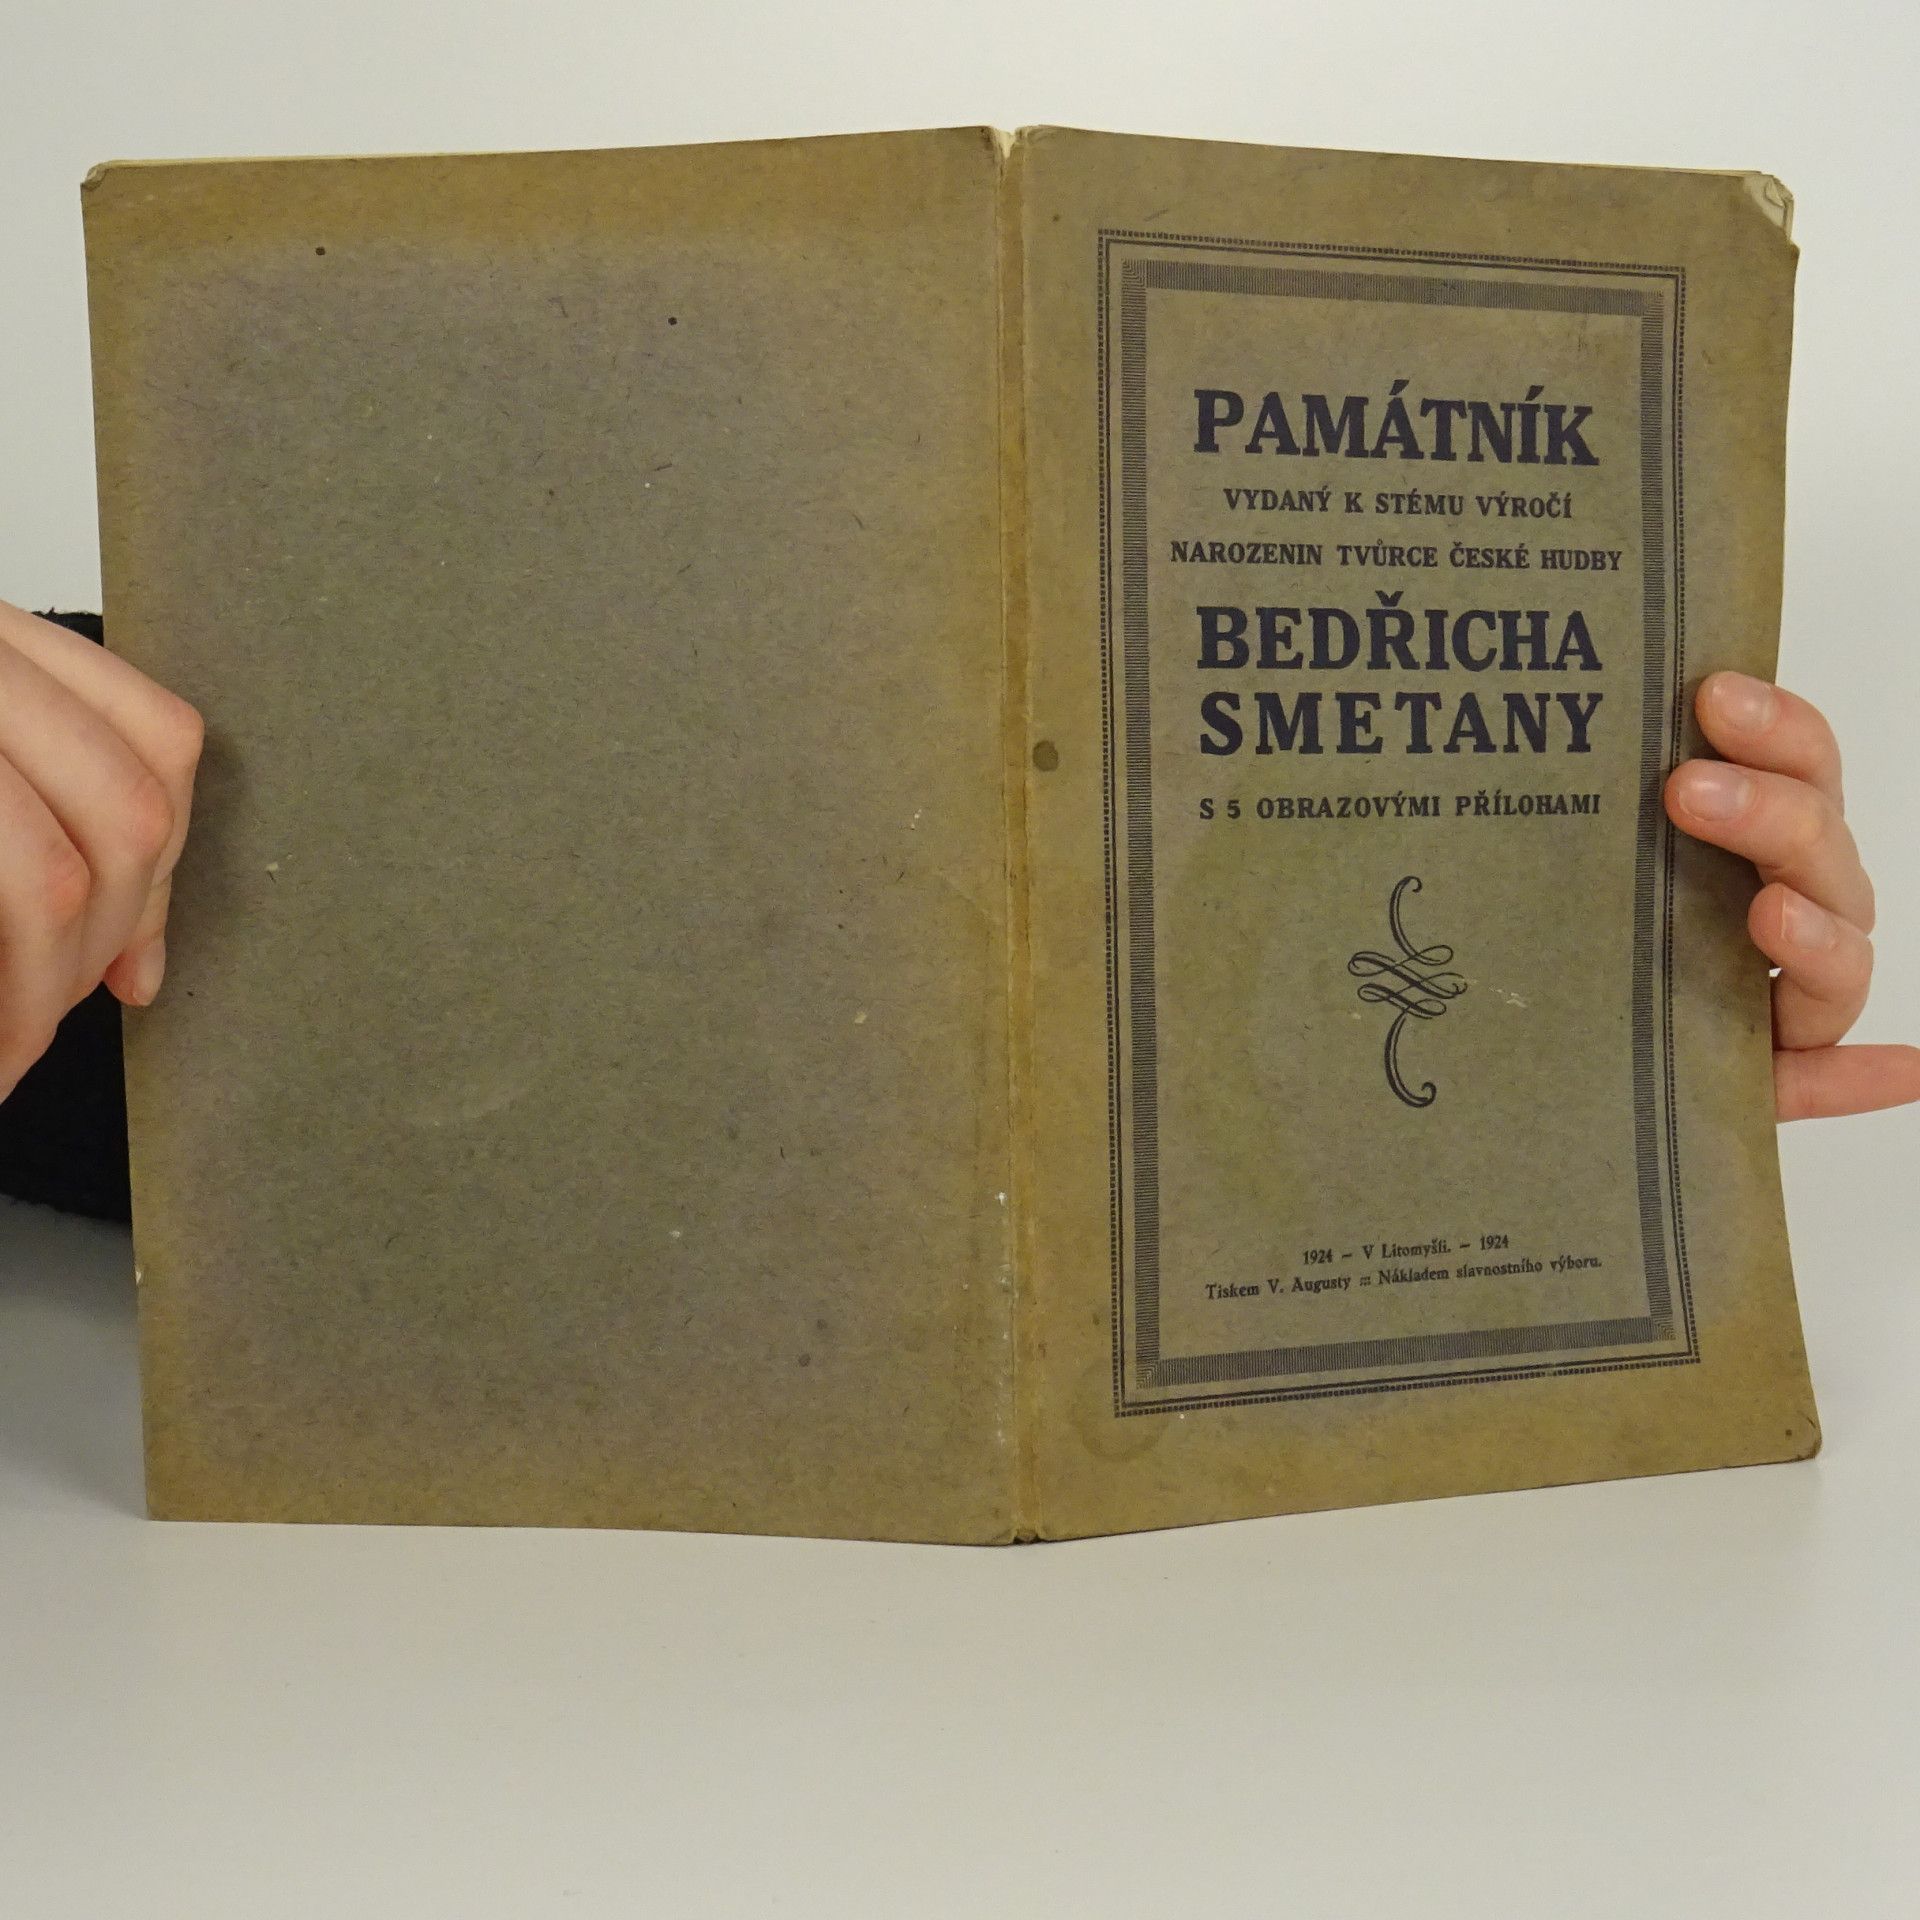 PAMÁTNÍK
VYDANÝ K STÉMU VÝROČÍ
NAROZENIN TVŮRCE ČESKÉ HUDBY
BEDŘICHA
SMETANY
S 5 OBRAZOVÝMI PŘÍLOHAMI
1924 – V Litomyšli. – 1924
Tiskem V. Augusty :: Nákladem slavnostního výboru.